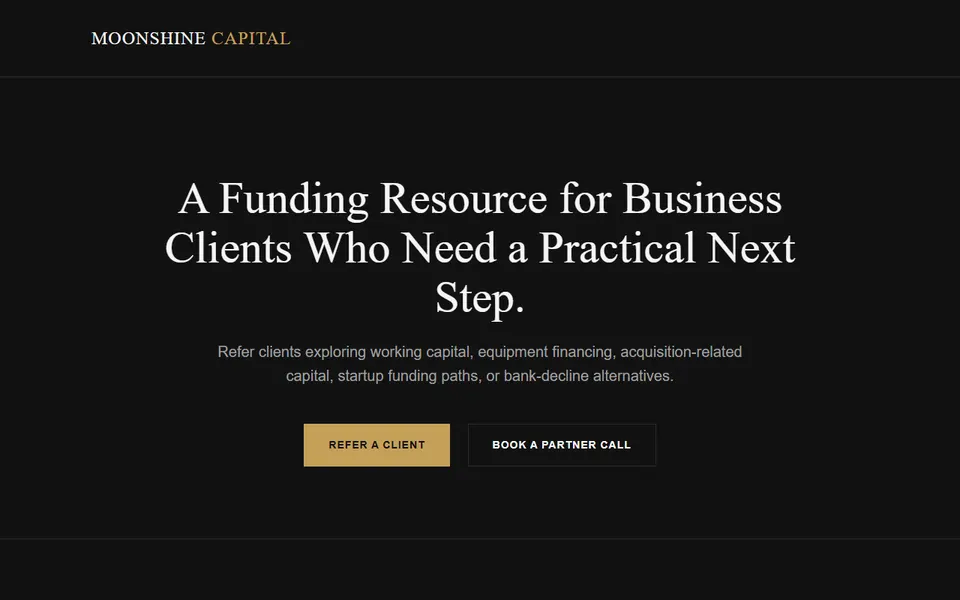 MOONSHINE CAPITAL
A Funding Resource for Business
Clients Who Need a Practical Next
Step.
Refer clients exploring working capital, equipment financing, acquisition-related
capital, startup funding paths, or bank-decline alternatives.
REFER A CLIENT
BOOK A PARTNER CALL